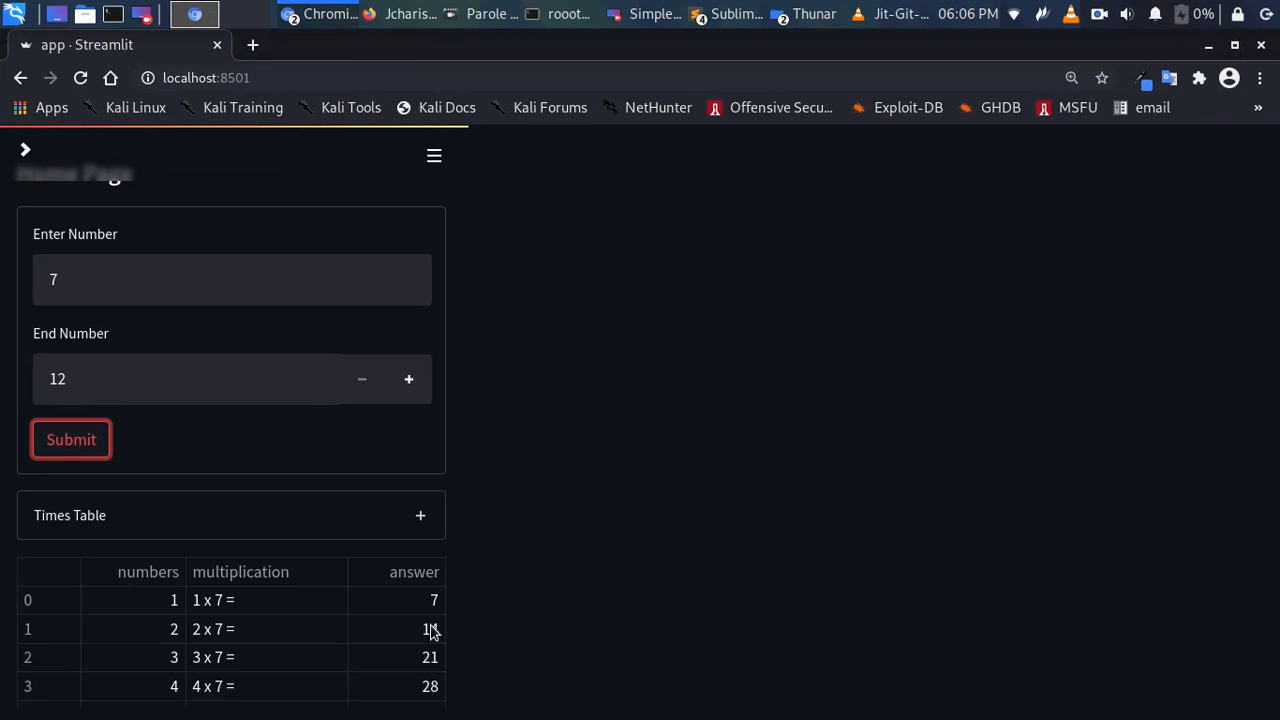 Chromi... Jcharis... Parole ... rooot... Simple... Sublim... Thunar Jit-Git-... 06:06 PM 0%
app · Streamlit
localhost:8501
Apps Kali Linux Kali Training Kali Tools Kali Docs Kali Forums NetHunter Offensive Secu... Exploit-DB GHDB MSFU email »
Home Page
Enter Number
7
End Number
12 − +
Submit
Times Table +
numbers multiplication answer
0 1 1 x 7 = 7
1 2 2 x 7 = 14
2 3 3 x 7 = 21
3 4 4 x 7 = 28